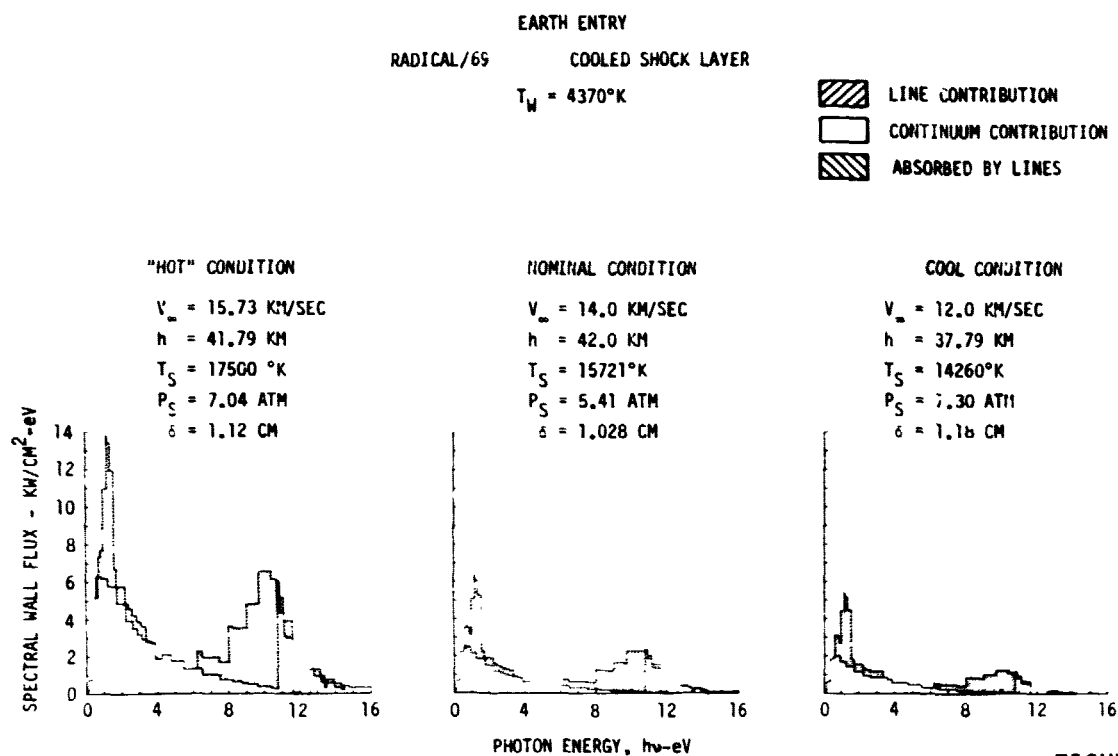 EARTH ENTRY
RADICAL/69 COOLED SHOCK LAYER
T_W = 4370°K
LINE CONTRIBUTION
CONTINUUM CONTRIBUTION
ABSORBED BY LINES
"HOT" CONDITION
V_∞ = 15.73 KM/SEC
h = 41.79 KM
T_S = 17500 °K
P_S = 7.04 ATM
δ = 1.12 CM
NOMINAL CONDITION
V_∞ = 14.0 KM/SEC
h = 42.0 KM
T_S = 15721°K
P_S = 5.41 ATM
δ = 1.028 CM
COOL CONDITION
V_∞ = 12.0 KM/SEC
h = 37.79 KM
T_S = 14260°K
P_S = 7.30 ATM
δ = 1.18 CM
SPECTRAL WALL FLUX - KW/CM²-eV
14
12
10
8
6
4
2
0
0 4 8 12 16
0 4 8 12 16
0 4 8 12 16
PHOTON ENERGY, hν-eV